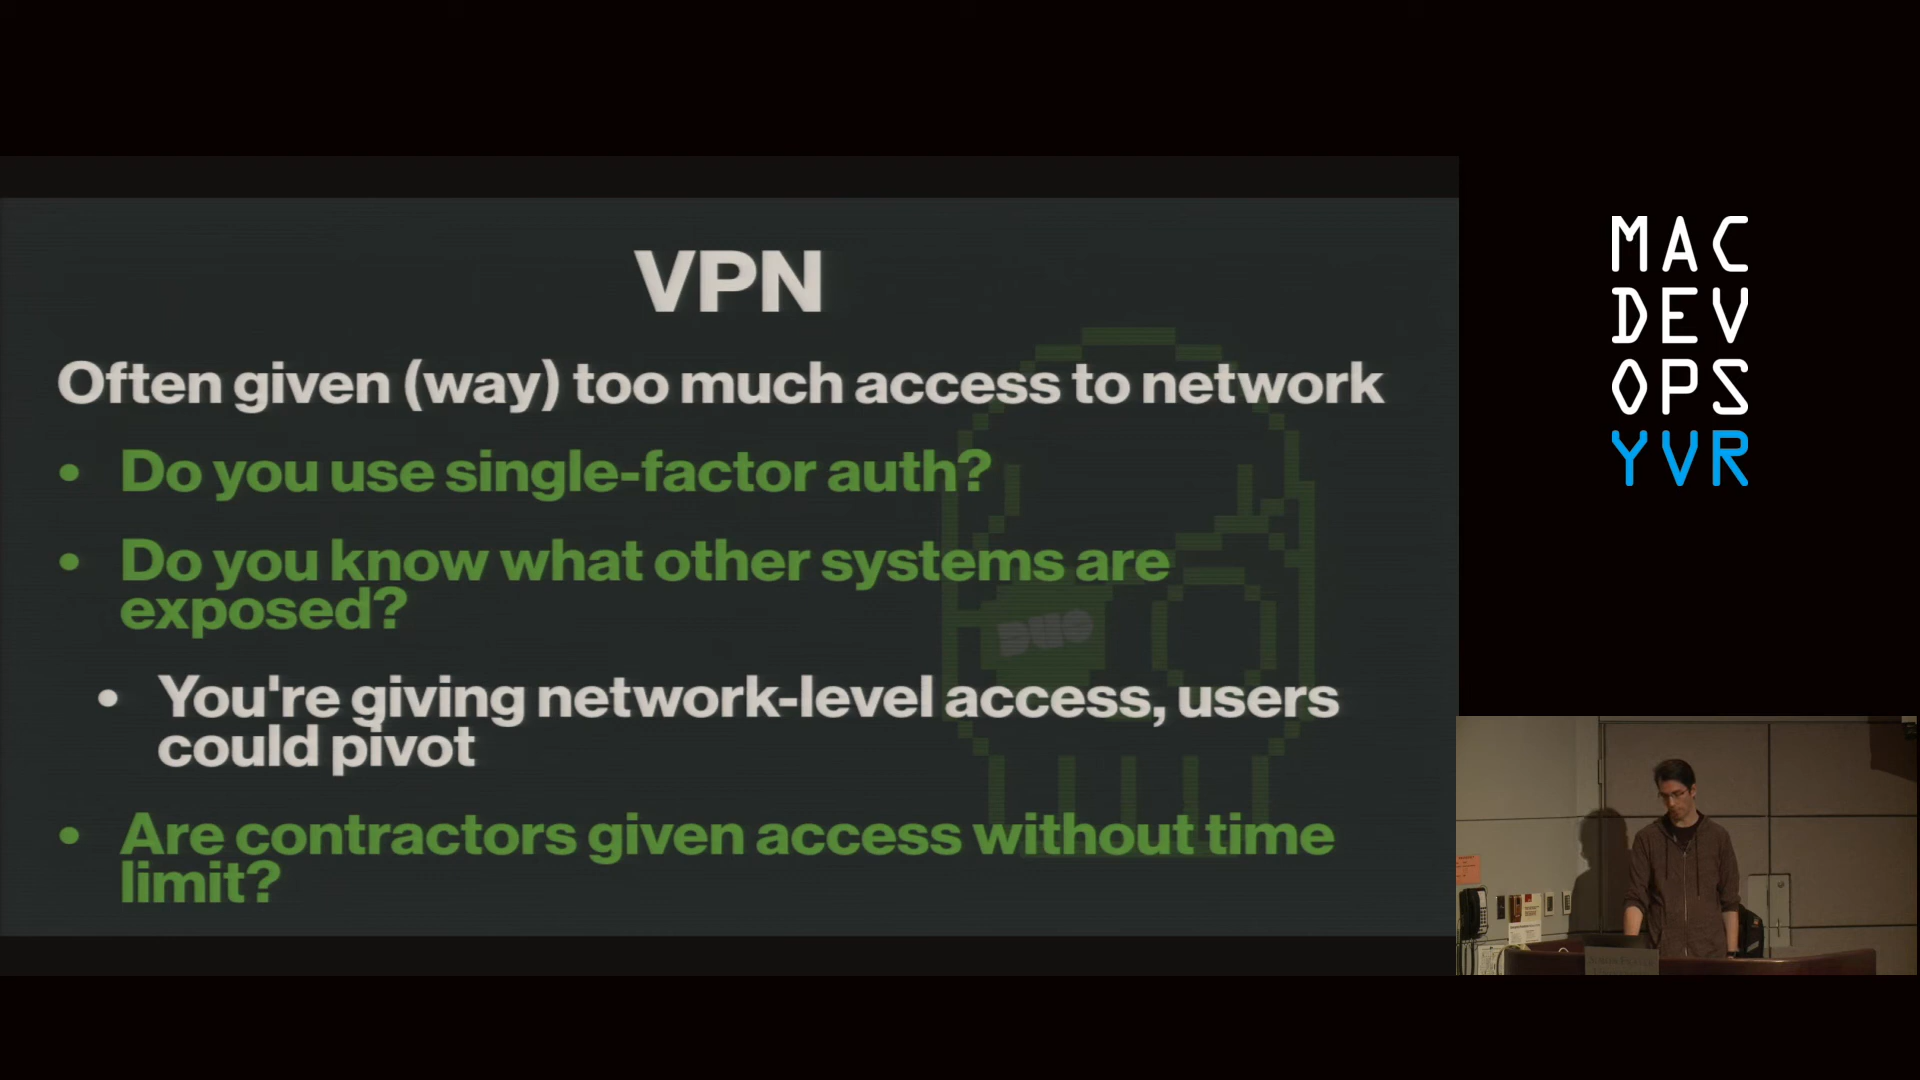 VPN
Often given (way) too much access to network
• Do you use single-factor auth?
• Do you know what other systems are
exposed?
• You're giving network-level access, users
could pivot
• Are contractors given access without time
limit?
DUO
MAC
DEV
OPS
YVR